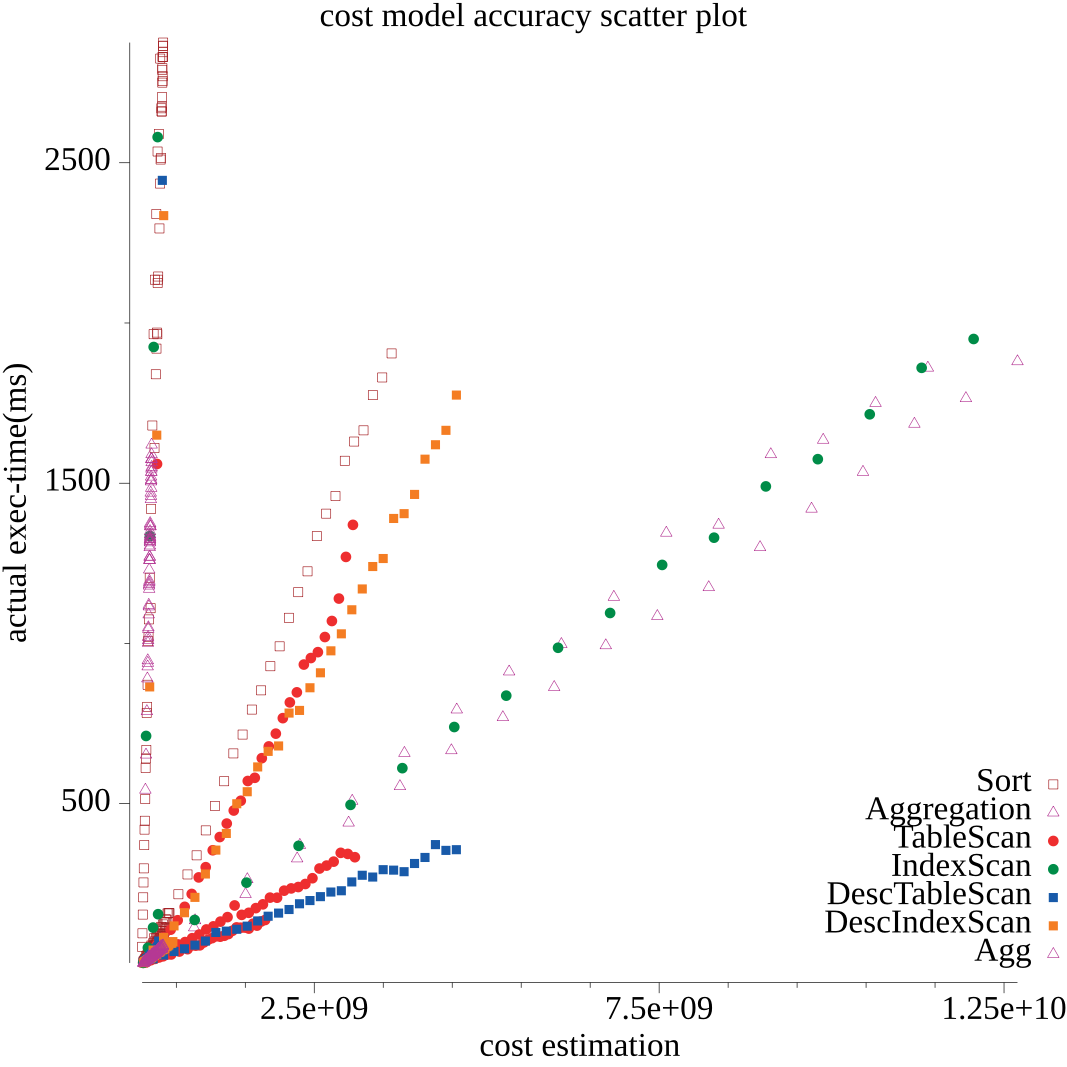 cost model accuracy scatter plot
2500
1500
500
actual exec-time(ms)
Sort
Aggregation
TableScan
IndexScan
DescTableScan
DescIndexScan
Agg
2.5e+09
7.5e+09
1.25e+10
cost estimation